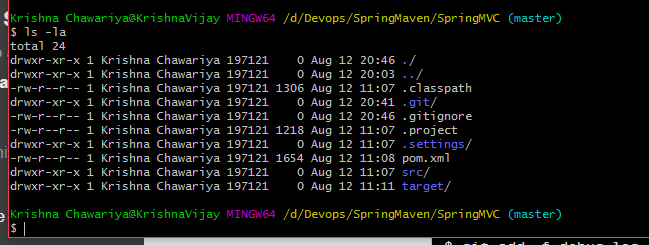 Krishna Chawariya@KrishnaVijay MINGW64 /d/Devops/SpringMaven/SpringMVC (master)
$ ls -la
total 24
drwxr-xr-x 1 Krishna Chawariya 197121    0 Aug 12 20:46 ./
drwxr-xr-x 1 Krishna Chawariya 197121    0 Aug 12 20:03 ../
-rw-r--r-- 1 Krishna Chawariya 197121 1306 Aug 12 11:07 .classpath
drwxr-xr-x 1 Krishna Chawariya 197121    0 Aug 12 20:41 .git/
-rw-r--r-- 1 Krishna Chawariya 197121    0 Aug 12 20:46 .gitignore
-rw-r--r-- 1 Krishna Chawariya 197121 1218 Aug 12 11:07 .project
drwxr-xr-x 1 Krishna Chawariya 197121    0 Aug 12 11:07 .settings/
-rw-r--r-- 1 Krishna Chawariya 197121 1654 Aug 12 11:08 pom.xml
drwxr-xr-x 1 Krishna Chawariya 197121    0 Aug 12 11:07 src/
drwxr-xr-x 1 Krishna Chawariya 197121    0 Aug 12 11:11 target/
Krishna Chawariya@KrishnaVijay MINGW64 /d/Devops/SpringMaven/SpringMVC (master)
$